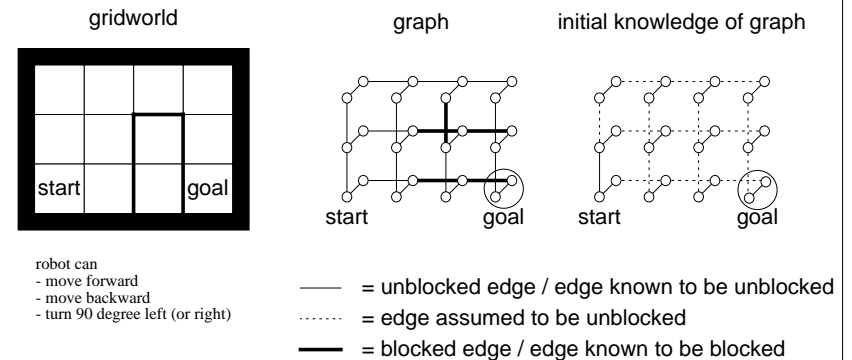 gridworld
graph
initial knowledge of graph
start
goal
start
goal
start
goal
robot can
- move forward
- move backward
- turn 90 degree left (or right)
= unblocked edge / edge known to be unblocked
= edge assumed to be unblocked
= blocked edge / edge known to be blocked